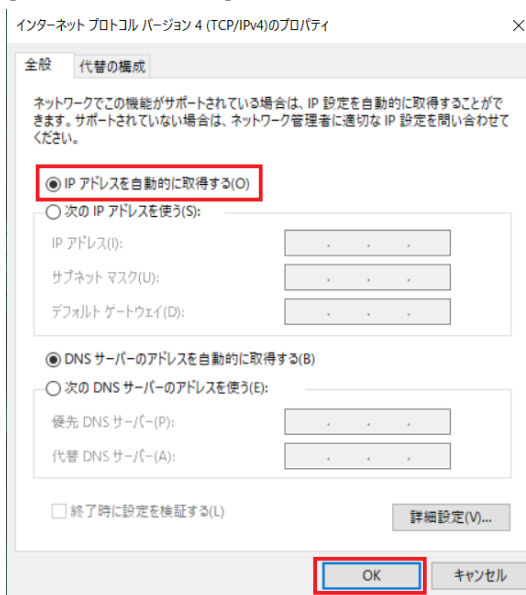 インターネット プロトコル バージョン 4 (TCP/IPv4)のプロパティ
全般
代替の構成
ネットワークでこの機能がサポートされている場合は、IP 設定を自動的に取得することがで
きます。サポートされていない場合は、ネットワーク管理者に適切な IP 設定を問い合わせて
ください。
IP アドレスを自動的に取得する(O)
次の IP アドレスを使う(S):
IP アドレス(I):
サブネット マスク(U):
デフォルト ゲートウェイ(D):
DNS サーバーのアドレスを自動的に取得する(B)
次の DNS サーバーのアドレスを使う(E):
優先 DNS サーバー(P):
代替 DNS サーバー(A):
終了時に設定を検証する(L)
詳細設定(V)...
OK
キャンセル